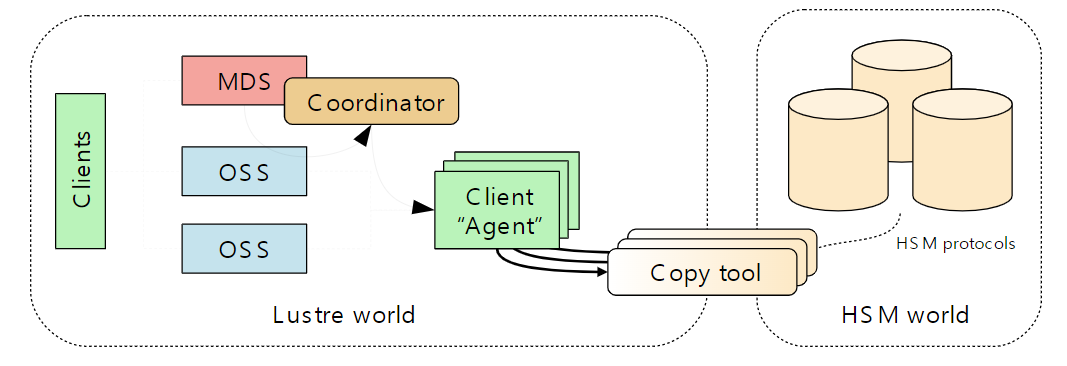 MDS
Coordinator
Clients
OSS
OSS
Client
“Agent”
Copy tool
HSM protocols
Lustre world
HSM world